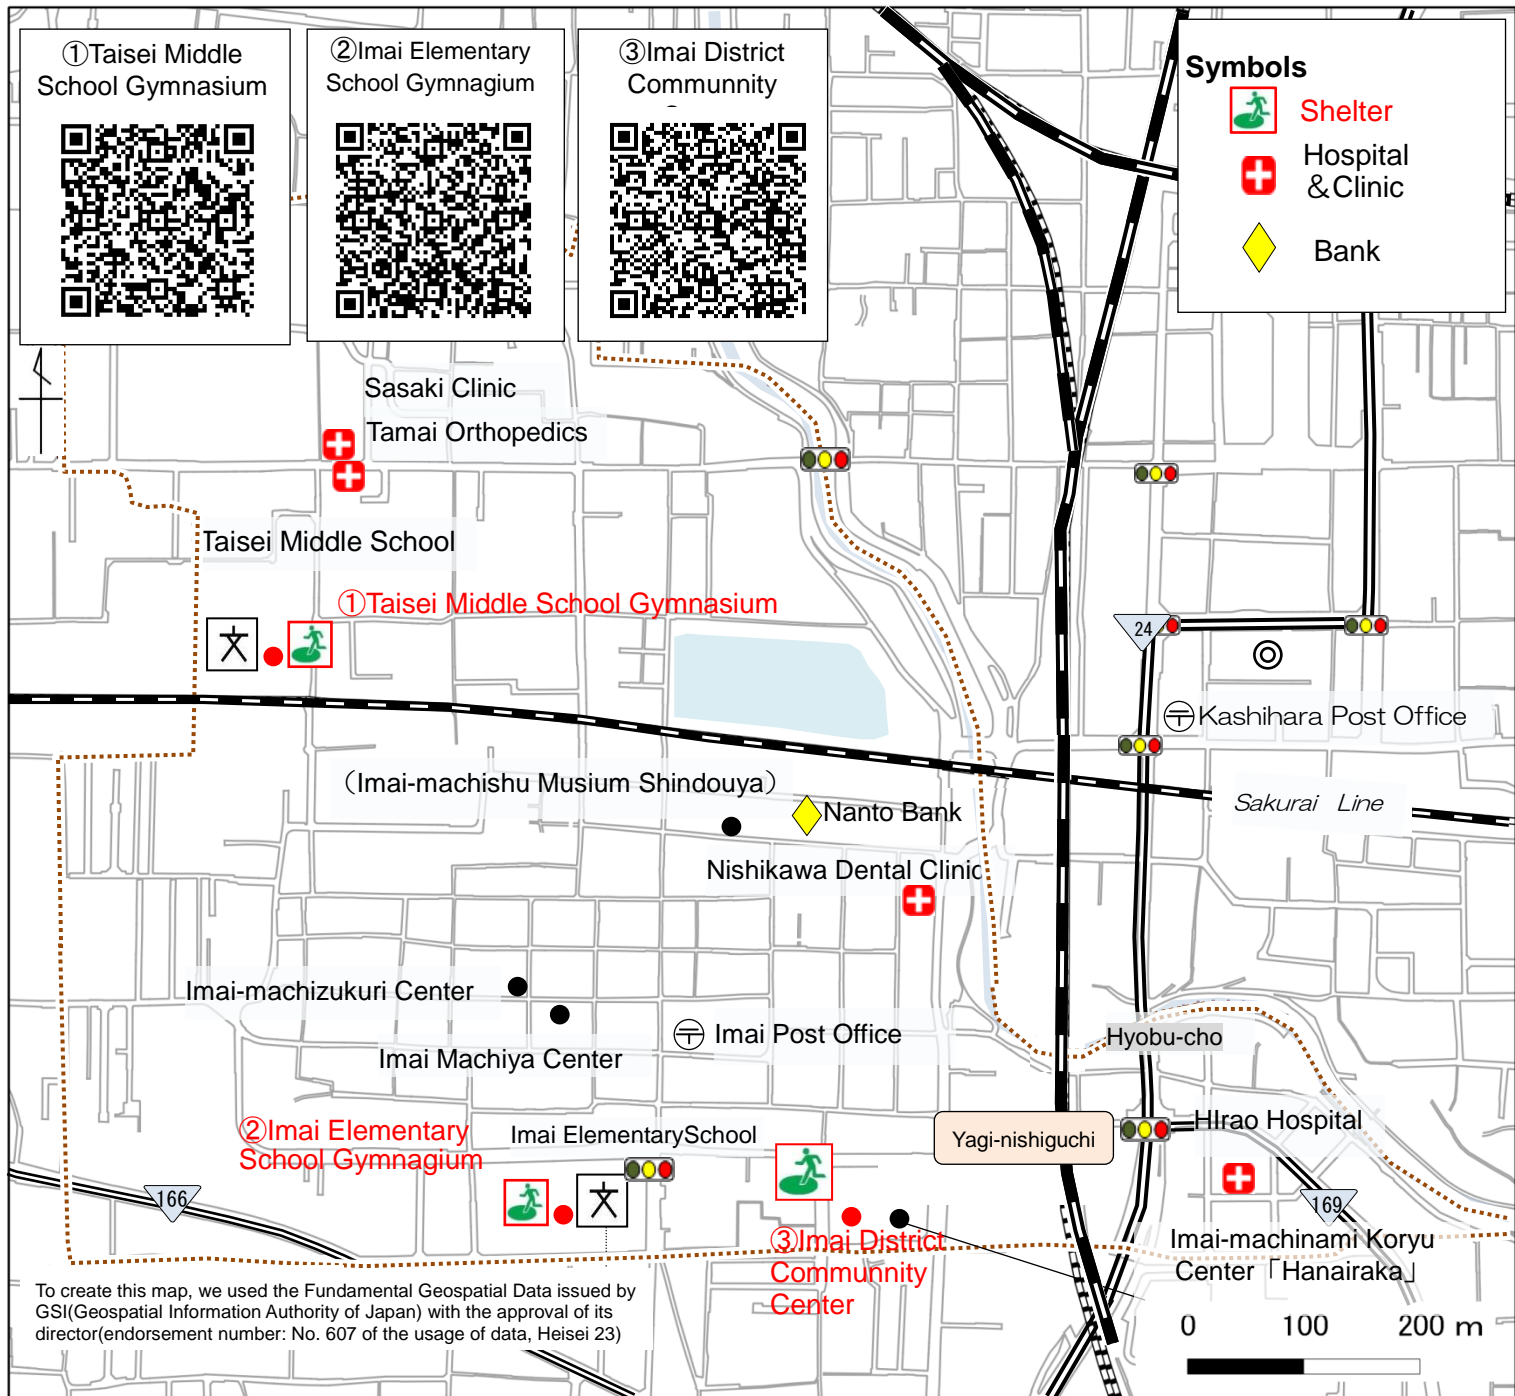 ①Taisei Middle
School Gymnasium
②Imai Elementary
School Gymnagium
③Imai District
Communnity
Symbols
Shelter
Hospital
&Clinic
Bank
Sasaki Clinic
Tamai Orthopedics
Taisei Middle School
①Taisei Middle School Gymnasium
文
24
〒Kashihara Post Office
(Imai-machishu Musium Shindouya)
Nanto Bank
Sakurai Line
Nishikawa Dental Clinic
Imai-machizukuri Center
〒 Imai Post Office
Imai Machiya Center
Hyobu-cho
②Imai Elementary
School Gymnagium
Imai ElementarySchool
Yagi-nishiguchi
HIrao Hospital
文
166
169
③Imai District
Communnity
Center
Imai-machinami Koryu
Center「Hanairaka」
To create this map, we used the Fundamental Geospatial Data issued by
GSI(Geospatial Information Authority of Japan) with the approval of its
director(endorsement number: No. 607 of the usage of data, Heisei 23)
0 100 200 m